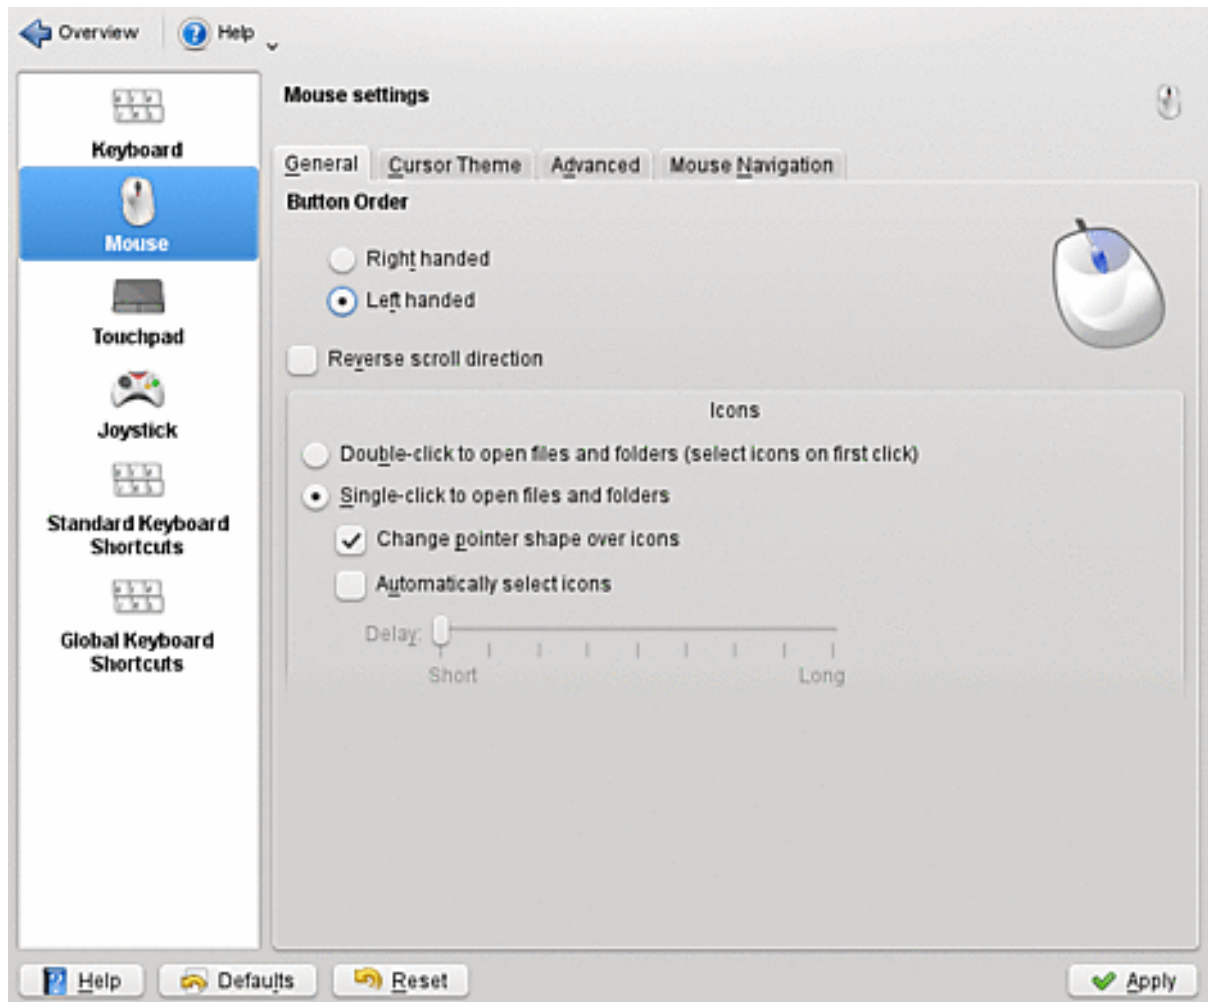 Overview
Help
Keyboard
Mouse
Touchpad
Joystick
Standard Keyboard
Shortcuts
Global Keyboard
Shortcuts
Mouse settings
General
Cursor Theme
Advanced
Mouse Navigation
Button Order
Right handed
Left handed
Reverse scroll direction
Icons
Double-click to open files and folders (select icons on first click)
Single-click to open files and folders
Change pointer shape over icons
Automatically select icons
Delay:
Short
Long
Help
Defaults
Reset
Apply